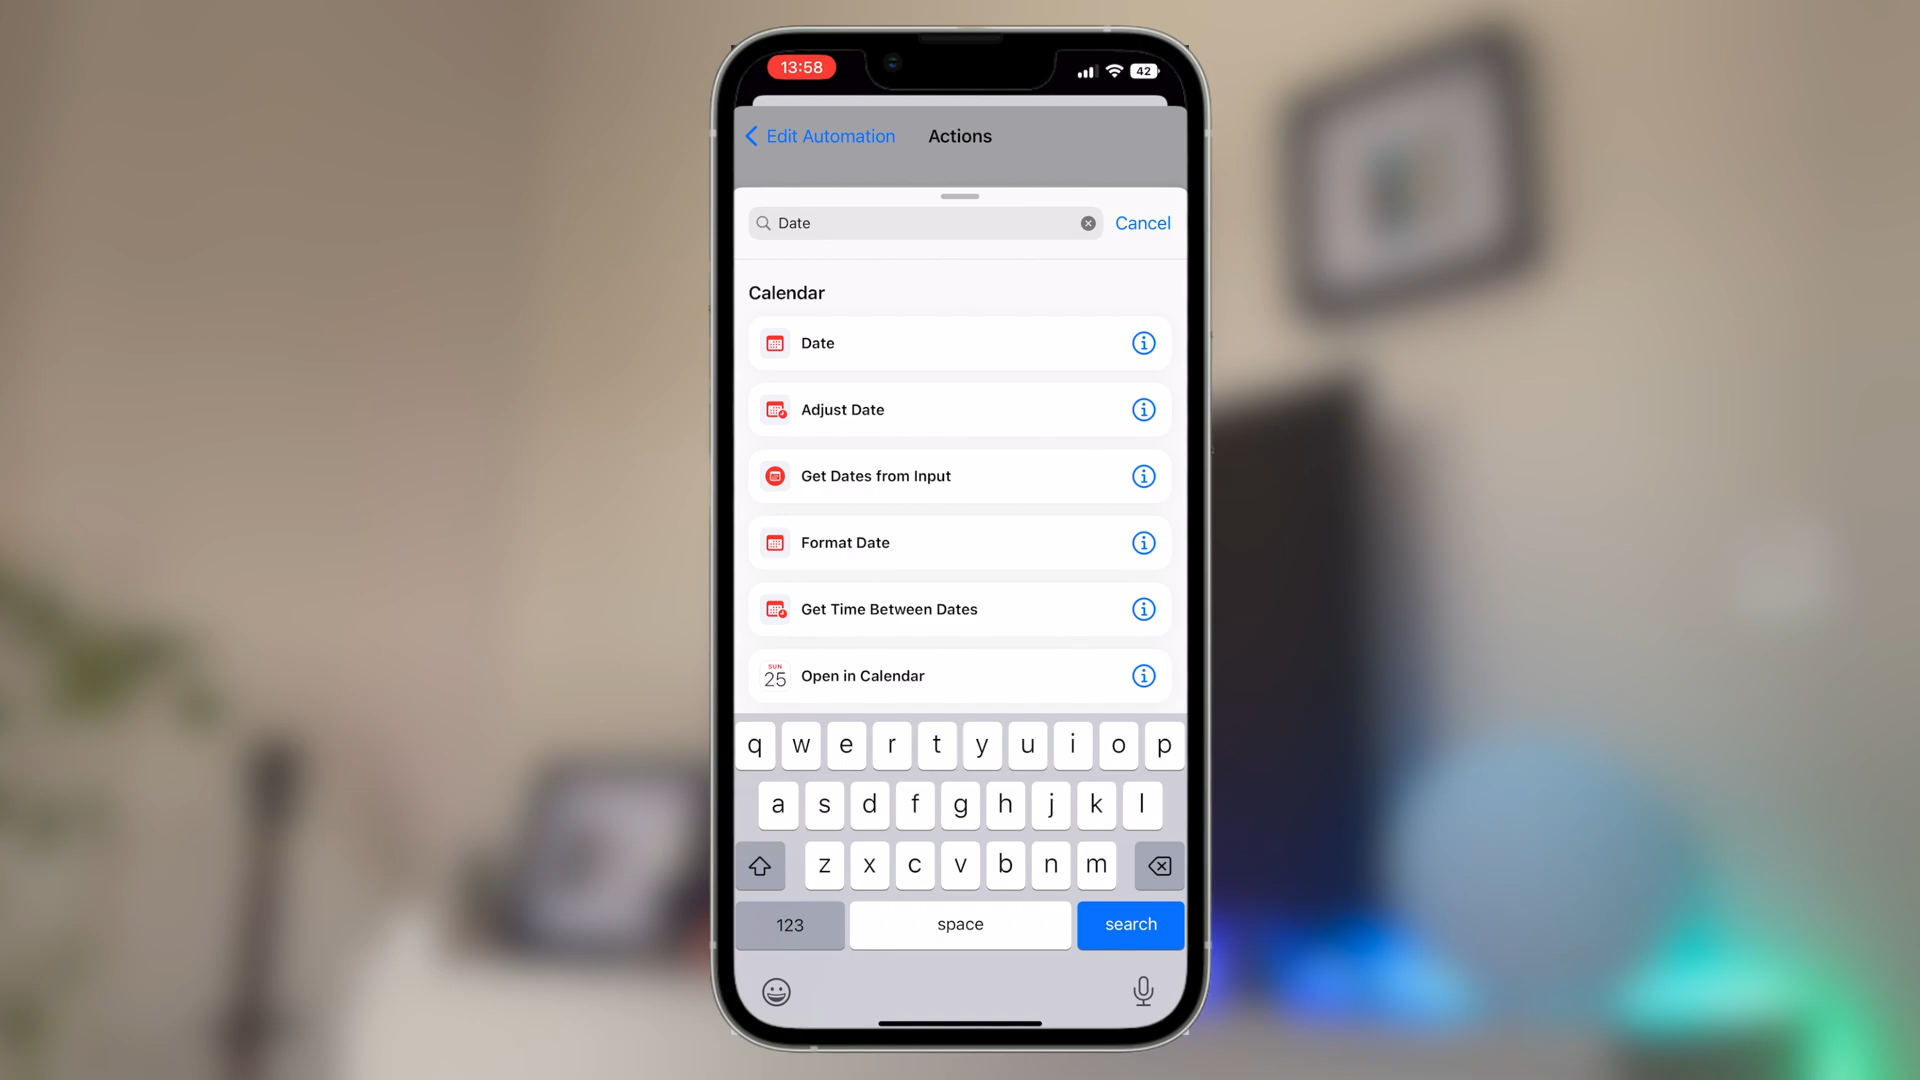 13:58
42
Edit Automation Actions
Date Cancel
Calendar
Date
Adjust Date
Get Dates from Input
Format Date
Get Time Between Dates
SUN
25
Open in Calendar
q w e r t y u i o p
a s d f g h j k l
z x c v b n m
123 space search